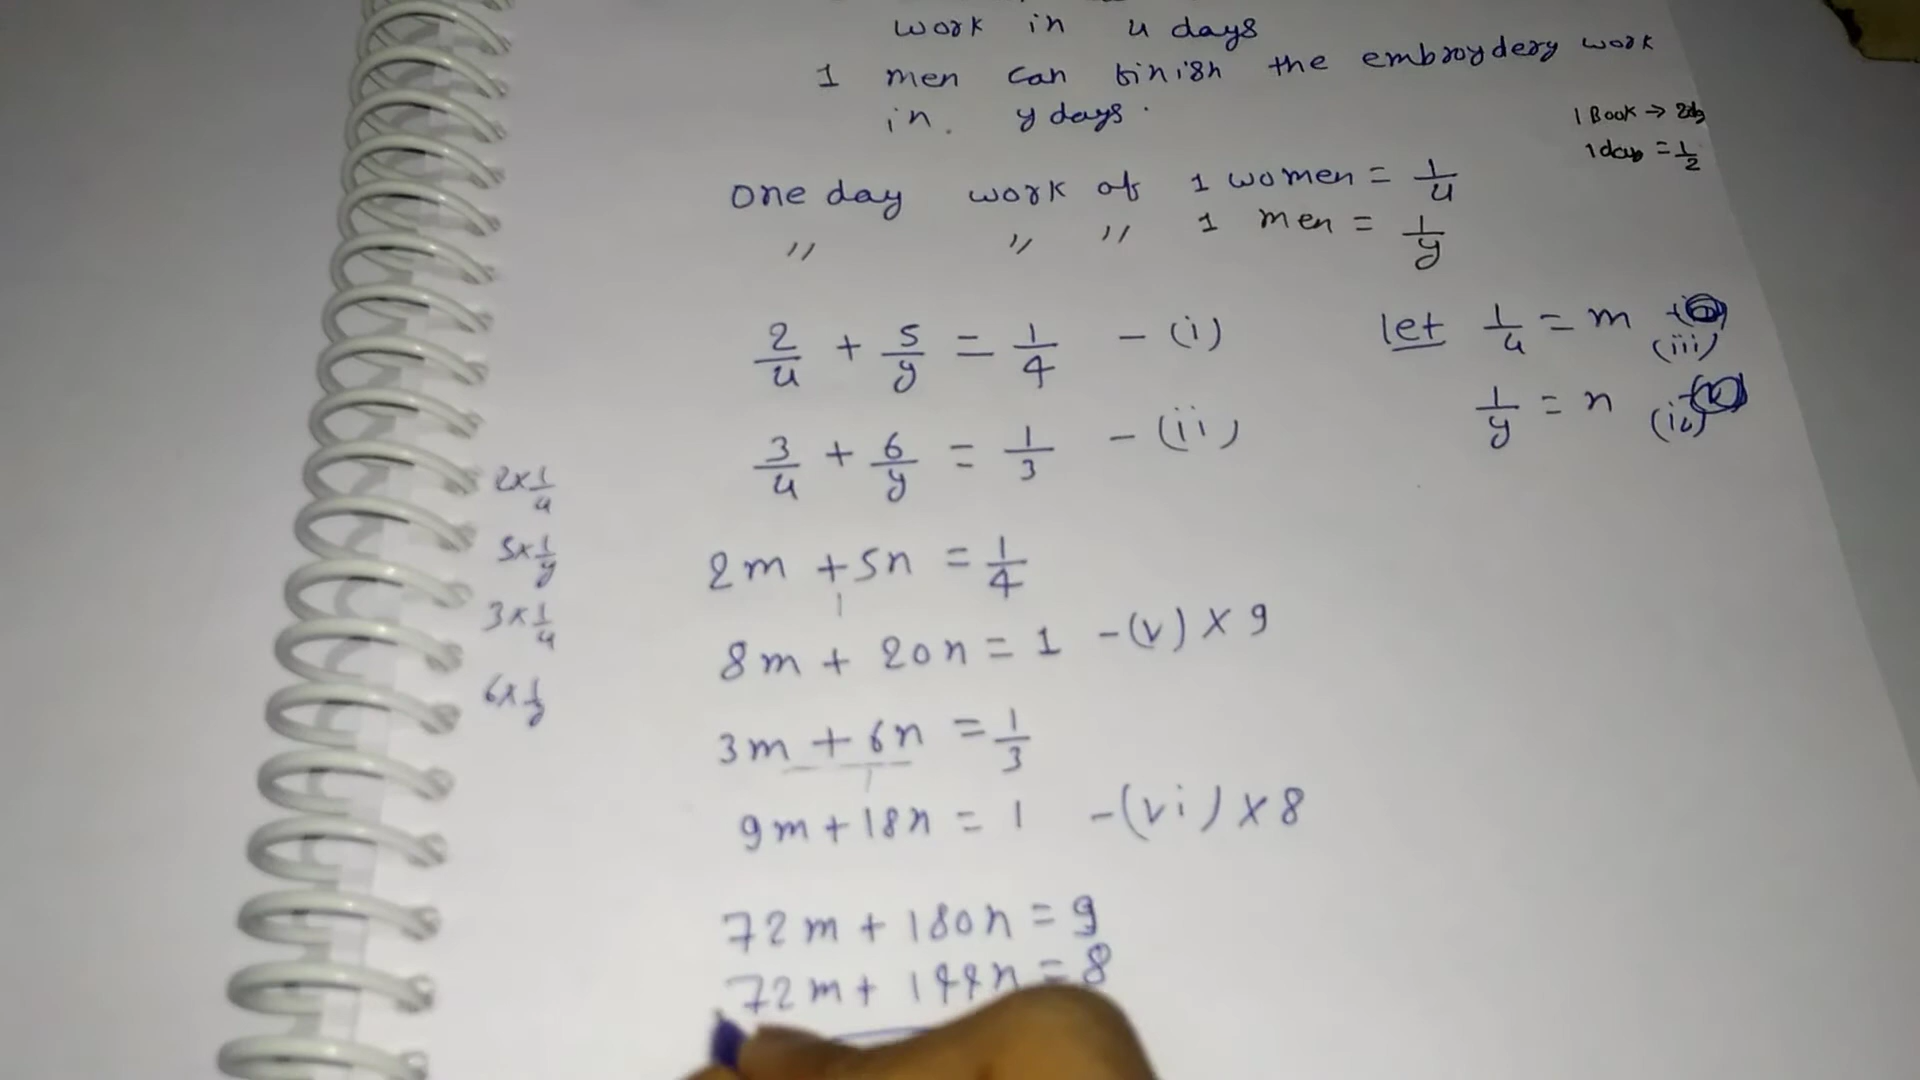 work in u days
1 men can finish the embroydery work
in. y days.
1 Book → 2day
1 day = 1/2
one day work of 1 women = 1/u
" " " 1 men = 1/y
2/u + 5/y = 1/4 - (i)
let 1/u = m (iii)
1/y = n (iv)
3/u + 6/y = 1/3 - (ii)
2×1/u
5×1/y
3×1/u
6×1/y
2m + 5n = 1/4
8m + 20n = 1 - (v) × 9
3m + 6n = 1/3
9m + 18n = 1 - (vi) × 8
72m + 180n = 9
72m + 144n = 8